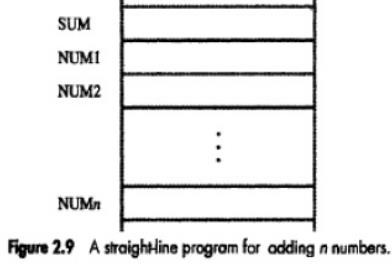 SUM
NUM1
NUM2
NUMn
Figure 2.9 A straight-line program for adding n numbers.